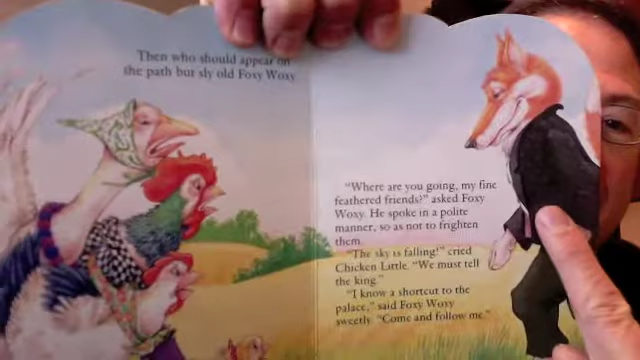 Then who should appear on
the path but sly old Foxy Woxy
"Where are you going, my fine
feathered friends?" asked Foxy
Woxy. He spoke in a polite
manner, so as not to frighten
them.
"The sky is falling!" cried
Chicken Little. "We must tell
the king."
"I know a shortcut to the
palace," said Foxy Woxy
sweetly. "Come and follow me."